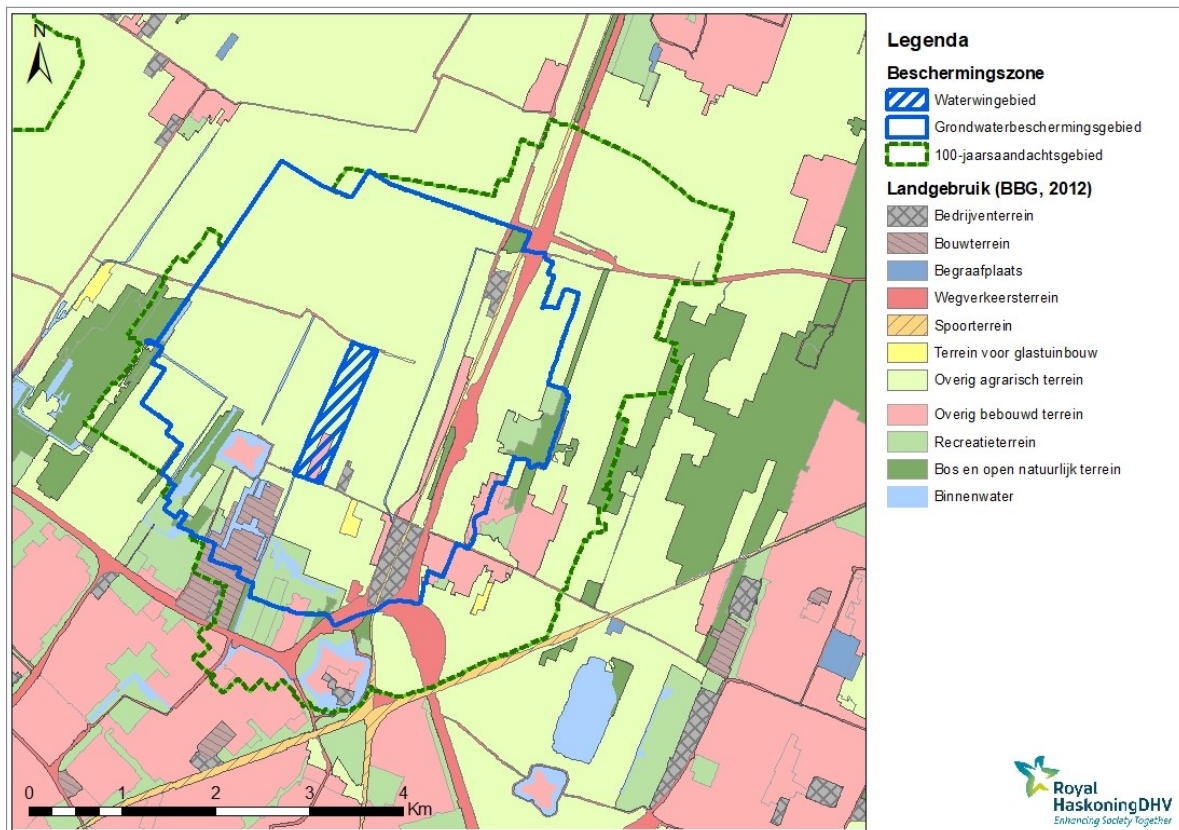 N
0 1 2 3 4
Km
Legenda
Beschermingszone
Waterwingebied
Grondwaterbeschermingsgebied
100-jaarsaandachtsgebied
Landgebruik (BBG, 2012)
Bedrijventerrein
Bouwterrein
Begraafplaats
Wegverkeersterrein
Spoorterrein
Terrein voor glastuinbouw
Overig agrarisch terrein
Overig bebouwd terrein
Recreatieterrein
Bos en open natuurlijk terrein
Binnenwater
Royal
HaskoningDHV
Enhancing Society Together